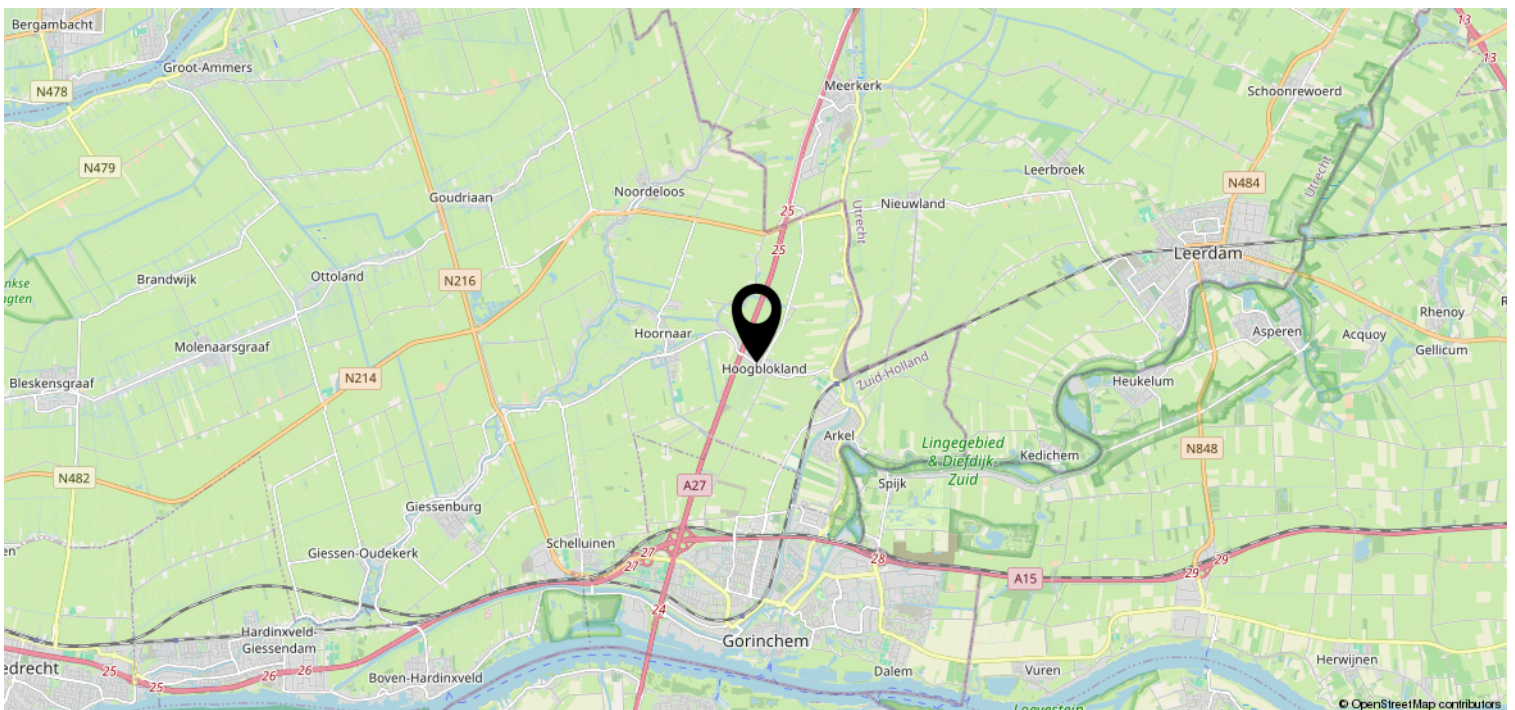 Bergambacht
13
Groot-Ammers
13
Meerkerk
N478
Schoonrewoerd
N479
Leerbroek
Utrecht
N484
Noordeloos
Goudriaan
Nieuwland
25
Utrecht
25
Leerdam
Brandwijk
Ottoland
N216
Rhenoy
Hoornaar
Asperen
Acquoy
Molenaarsgraaf
Gellicum
Hoogblokland
Zuid-Holland
N214
Bleskensgraaf
Heukelum
Arkel
Lingegebied
& Diefdijk-
Zuid
Kedichem
N848
N482
A27
Spijk
Giessenburg
Schelluinen
Giessen-Oudekerk
27
27
28
29
29
A15
24
Hardinxveld-
Giessendam
Gorinchem
25
25
26
26
Boven-Hardinxveld
Dalem
Vuren
Herwijnen
© OpenStreetMap contributors